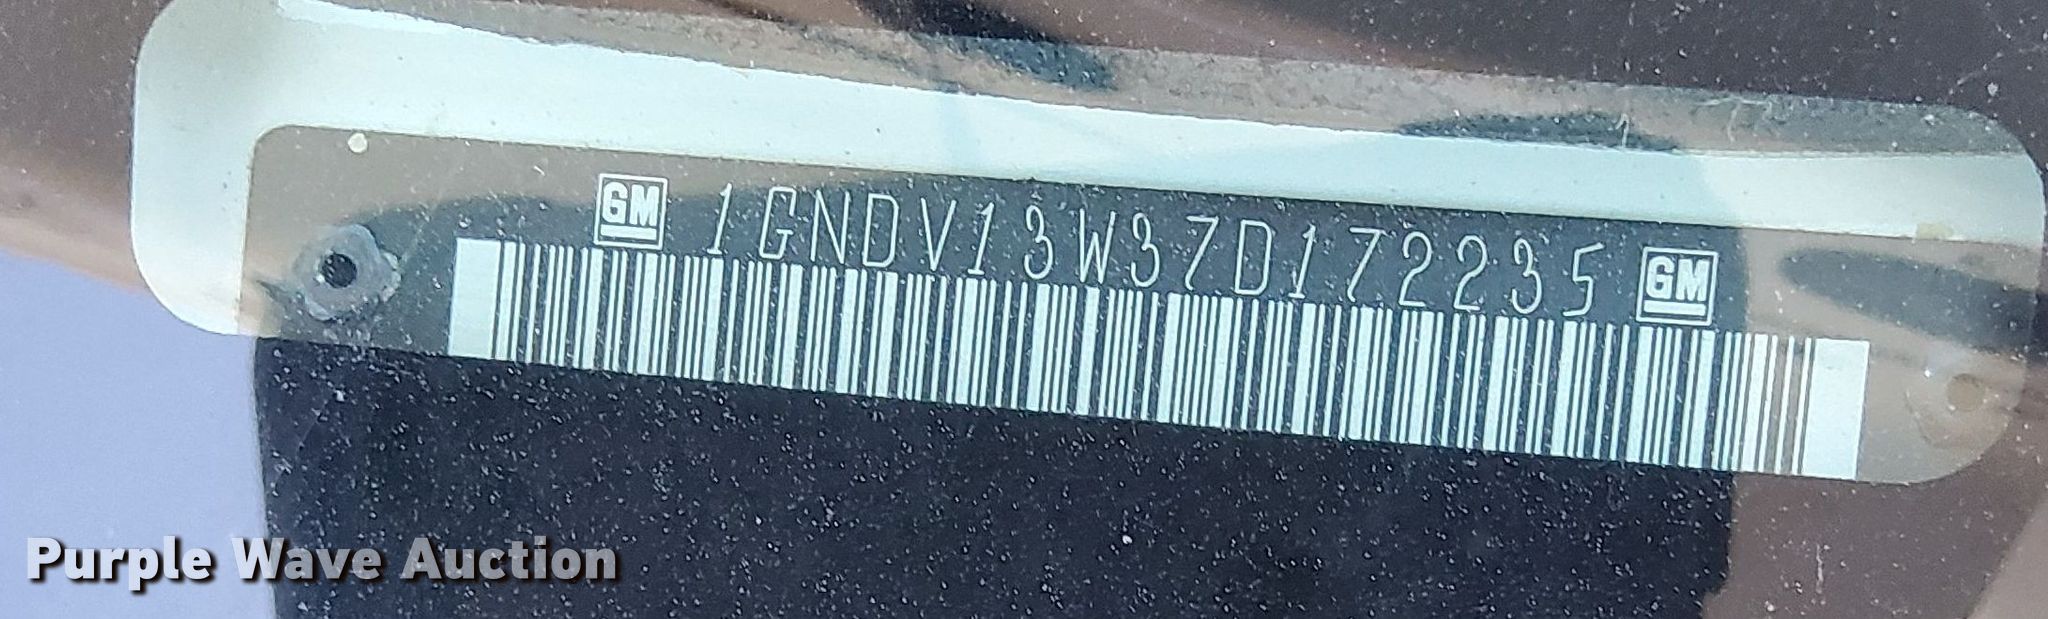 GM 1GNDV13W37D172235 GM
Purple Wave Auction